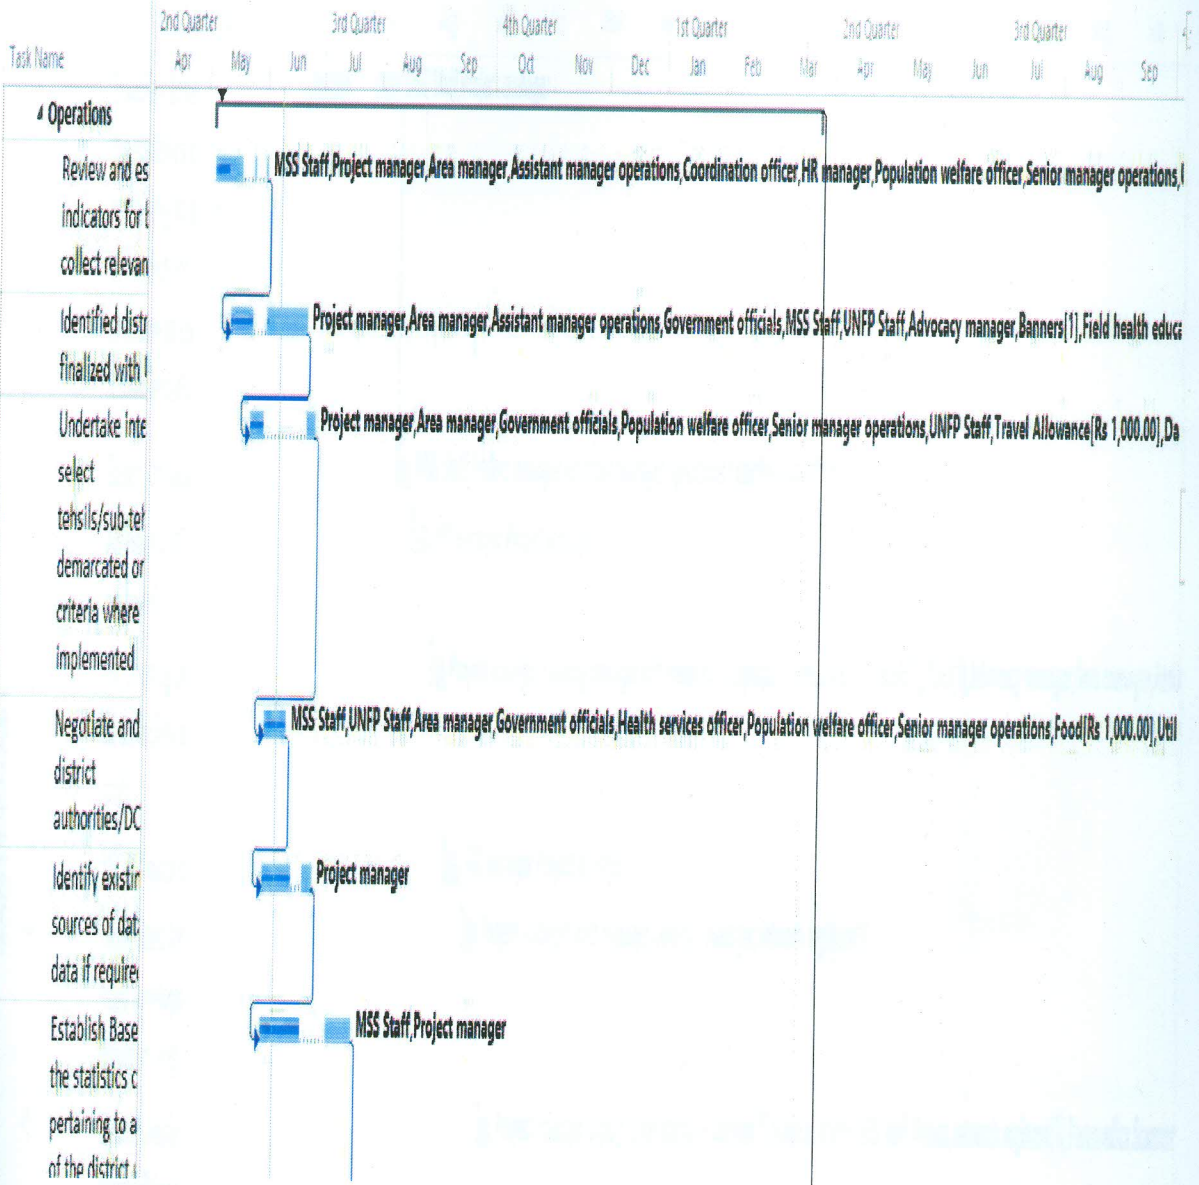 2nd Quarter 3rd Quarter 4th Quarter 1st Quarter 2nd Quarter 3rd Quarter
Task Name Apr May Jun Jul Aug Sep Oct Nov Dec Jan Feb Mar Apr May Jun Jul Aug Sep
Operations
Review and es
indicators for b
collect relevan
MSS Staff,Project manager,Area manager,Assistant manager operations,Coordination officer,HR manager,Population welfare officer,Senior manager operations,
Identified distr
finalized with
Project manager,Area manager,Assistant manager operations,Government officials,MSS Staff,UNFP Staff,Advocacy manager,Banners[1],Field health educa
Undertake inte
select
tehsils/sub-teh
demarcated or
criteria where
implemented
Project manager,Area manager,Government officials,Population welfare officer,Senior manager operations,UNFP Staff,Travel Allowance[Rs 1,000.00],Da
Negotiate and
district
authorities/DC
MSS Staff,UNFP Staff,Area manager,Government officials,Health services officer,Population welfare officer,Senior manager operations,Food[Rs 1,000.00],Util
Identify existin
sources of data
data if required
Project manager
Establish Base
the statistics c
pertaining to a
of the district
MSS Staff,Project manager